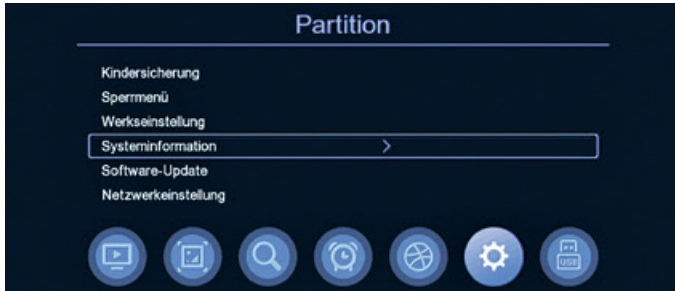 Partition
Kindersicherung
Sperrmenü
Werkseinstellung
Systeminformation
Software-Update
Netzwerkeinstellung
USB